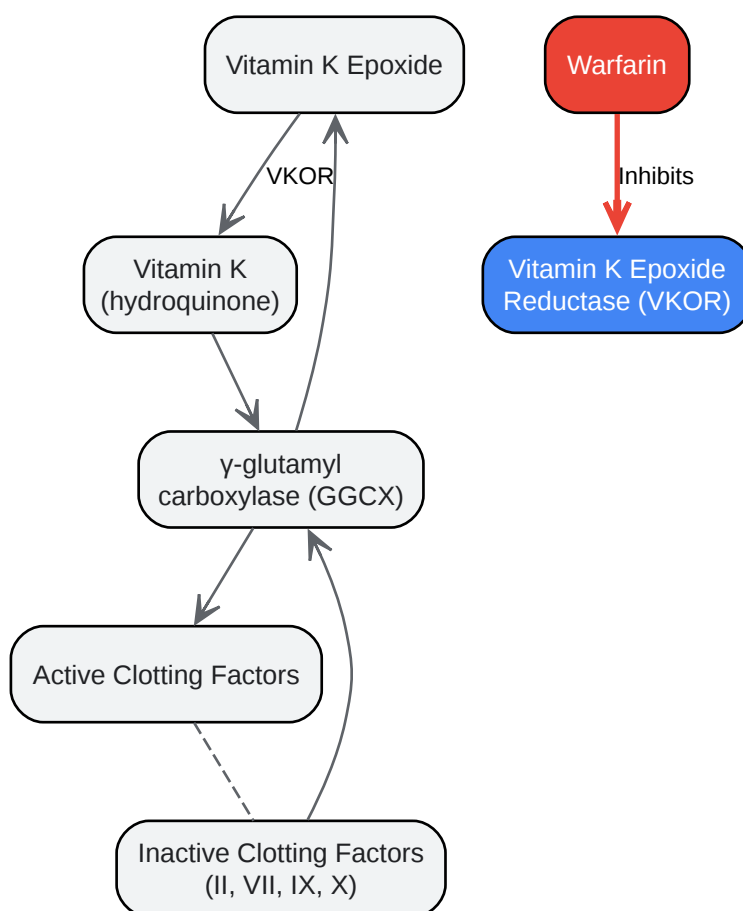 Vitamin K Epoxide
Warfarin
VKOR
Inhibits
Vitamin K
(hydroquinone)
Vitamin K Epoxide
Reductase (VKOR)
γ-glutamyl
carboxylase (GGCX)
Active Clotting Factors
Inactive Clotting Factors
(II, VII, IX, X)